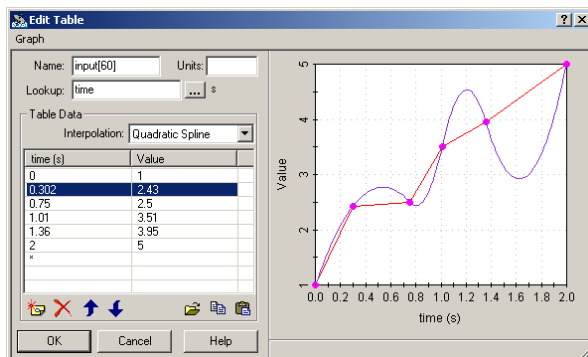 Edit Table
Graph
Name: input[60] Units:
Lookup: time ... s
Table Data
Interpolation: Quadratic Spline
time (s) Value
0 1
0.302 2.43
0.75 2.5
1.01 3.51
1.36 3.95
2 5
*
OK Cancel Help
5
4
3
2
1
Value
0.0 0.2 0.4 0.6 0.8 1.0 1.2 1.4 1.6 1.8 2.0
time (s)